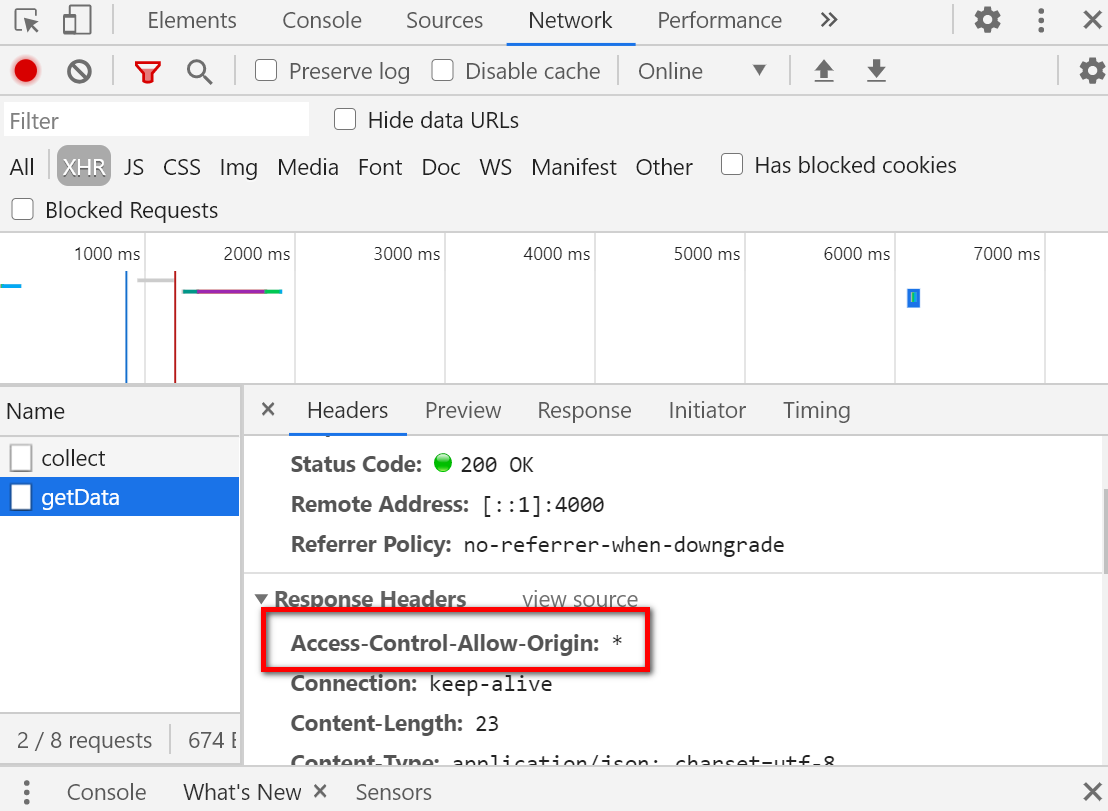 Elements Console Sources Network Performance »
Preserve log Disable cache Online
Filter Hide data URLs
All XHR JS CSS Img Media Font Doc WS Manifest Other Has blocked cookies
Blocked Requests
1000 ms 2000 ms 3000 ms 4000 ms 5000 ms 6000 ms 7000 ms
Name
collect
getData
2 / 8 requests 674
× Headers Preview Response Initiator Timing
Status Code: 200 OK
Remote Address: [::1]:4000
Referrer Policy: no-referrer-when-downgrade
Response Headers view source
Access-Control-Allow-Origin: *
Connection: keep-alive
Content-Length: 23
Content-Type: application/json; charset=utf-8
Console What's New × Sensors